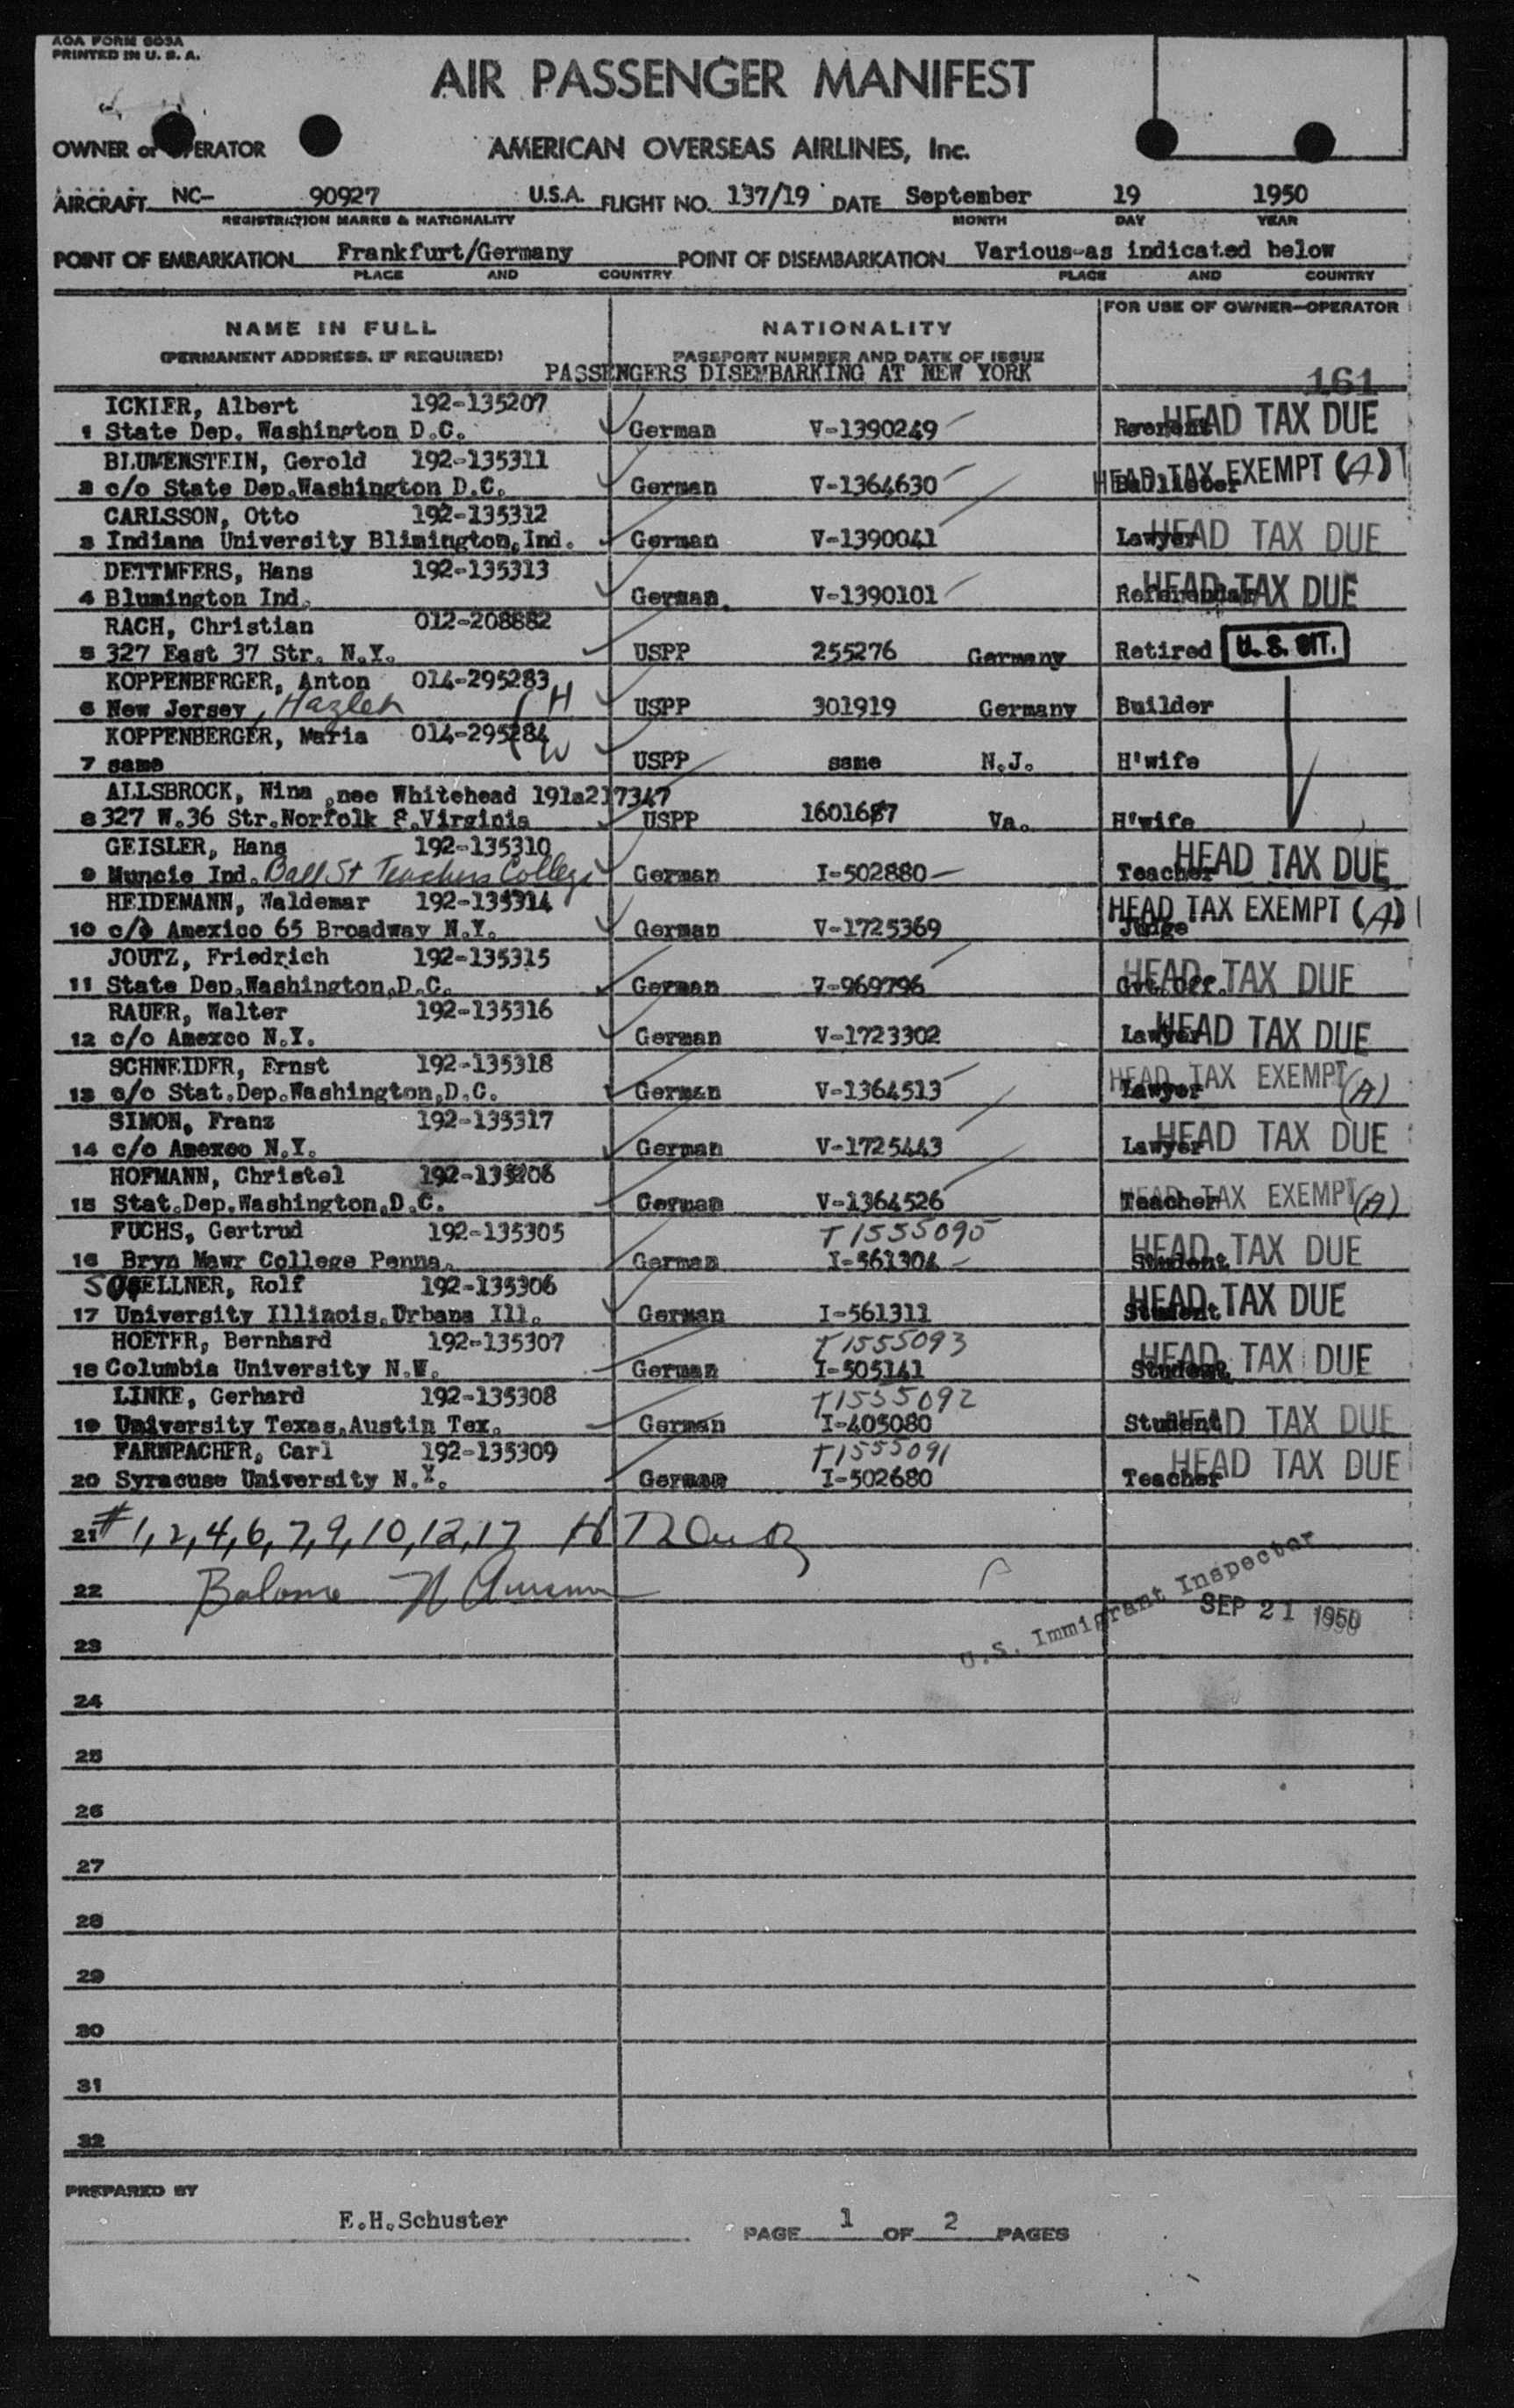 AOA FORM 603A
PRINTED IN U. S. A.
AIR PASSENGER MANIFEST
OWNER or OPERATOR AMERICAN OVERSEAS AIRLINES, Inc.
AIRCRAFT NC- 90927 U.S.A. FLIGHT NO. 137/19 DATE September 19 1950
REGISTRATION MARKS & NATIONALITY MONTH DAY YEAR
POINT OF EMBARKATION Frankfurt/Germany POINT OF DISEMBARKATION Various-as indicated below
PLACE AND COUNTRY PLACE AND COUNTRY
FOR USE OF OWNER-OPERATOR
NAME IN FULL NATIONALITY
(PERMANENT ADDRESS, IF REQUIRED) PASSPORT NUMBER AND DATE OF ISSUE
PASSENGERS DISEMBARKING AT NEW YORK 161
ICKLER, Albert 192-135207 HEAD TAX DUE
1 State Dep. Washington D.C. German V-1390249
BLUMENSTEIN, Gerold 192-135311 HEAD TAX EXEMPT (A)
2 c/o State Dep.Washington D.C. German V-1364630
CARLSSON, Otto 192-135312
3 Indiana University Blimington,Ind. German V-1390041 Lawyer HEAD TAX DUE
DETTMEERS, Hans 192-135313
4 Blumington Ind. German V-1390101 Referendar HEAD TAX DUE
RACH, Christian 012-208882
5 327 East 37 Str. N.Y. USPP 255276 Germany Retired U. S. CIT.
KOPPENBERGER, Anton 014-295283 H
6 New Jersey, Hazlet USPP 301919 Germany Builder
KOPPENBERGER, Maria 014-295284 W
7 same USPP same N.J. H'wife
ALLSBROCK, Nina ,nee Whitehead 191a217347
8 327 W.36 Str.Norfolk 8.Virginia USPP 1601687 Va. H'wife
GEISLER, Hans 192-135310
9 Muncie Ind. Ball St Teachers College German I-502880 Teacher HEAD TAX DUE
HEIDEMANN, Waldemar 192-135314 HEAD TAX EXEMPT (A)
10 c/o Amexico 65 Broadway N.Y. German V-1725369 Judge
JOUTZ, Friedrich 192-135315
11 State Dep.Washington,D.C. German V-969796 Gvt.Off. HEAD TAX DUE
RAUER, Walter 192-135316
12 c/o Amexco N.Y. German V-1723302 Lawyer HEAD TAX DUE
SCHNEIDER, Ernst 192-135318 HEAD TAX EXEMPT (A)
13 c/o Stat.Dep.Washington,D.C. German V-1364513 Lawyer
SIMON, Franz 192-135317
14 c/o Amexco N.Y. German V-1725443 Lawyer HEAD TAX DUE
HOFMANN, Christel 192-135206
15 Stat.Dep.Washington,D.C. German V-1364526 Teacher HEAD TAX EXEMPT (A)
FUCHS, Gertrud 192-135305 T1555095
16 Bryn Mawr College Penna. German I-561304 Student HEAD TAX DUE
SOELLNER, Rolf 192-135306
17 University Illinois,Urbana Ill. German I-561311 Student HEAD TAX DUE
HOETER, Bernhard 192-135307 T1555093
18 Columbia University N.Y. German I-505141 Student HEAD TAX DUE
LINKE, Gerhard 192-135308 T1555092
19 University Texas,Austin Tex. German I-405080 Student HEAD TAX DUE
FARNPACHER, Carl 192-135309 T1555091
20 Syracuse University N.Y. German I-502680 Teacher HEAD TAX DUE
21 # 1,2,4,6,7,9,10,12,17
22
U.S. Immigrant Inspector
SEP 21 1950
23
24
25
26
27
28
29
30
31
32
PREPARED BY
E.H.Schuster PAGE 1 OF 2 PAGES